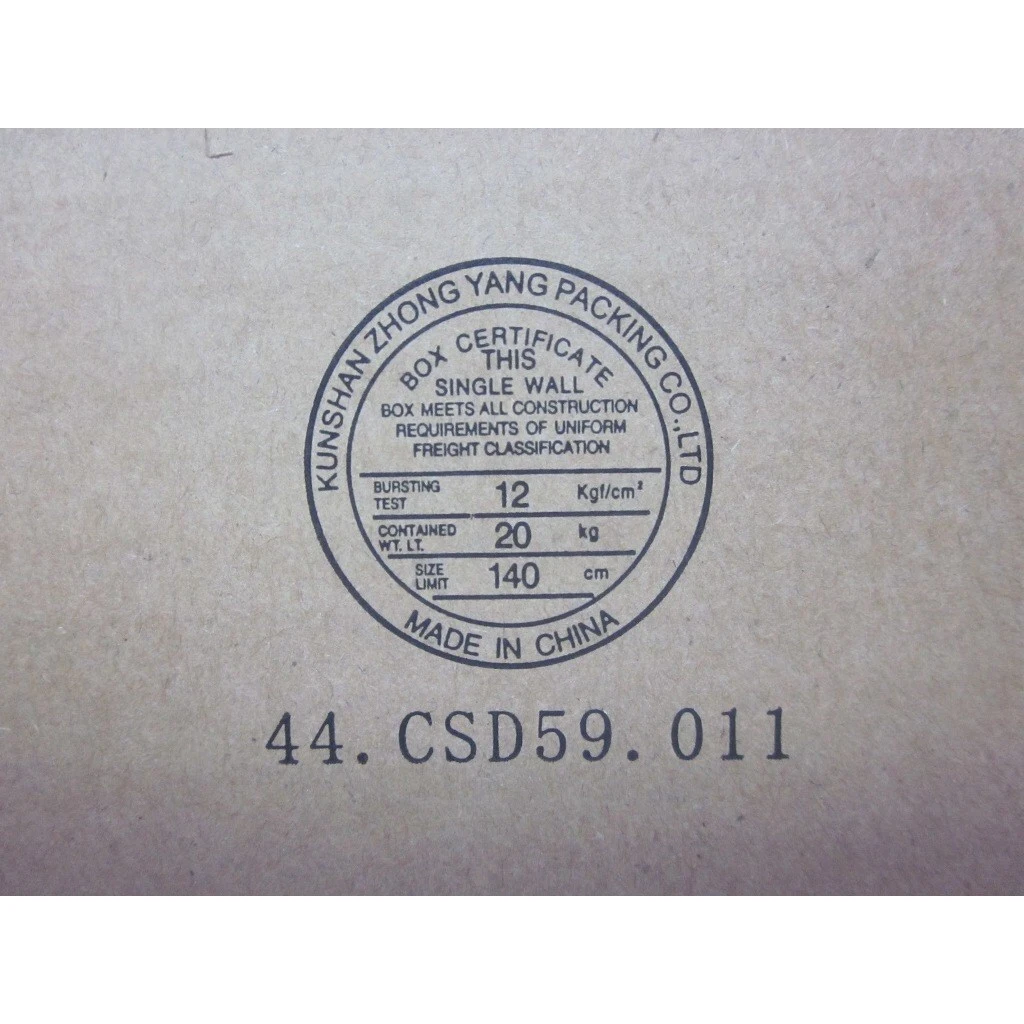 KUNSHAN ZHONG YANG PACKING CO.,LTD
BOX CERTIFICATE
THIS
SINGLE WALL
BOX MEETS ALL CONSTRUCTION
REQUIREMENTS OF UNIFORM
FREIGHT CLASSIFICATION
BURSTING TEST 12 Kgf/cm²
CONTAINED WT. LT. 20 kg
SIZE LIMIT 140 cm
MADE IN CHINA
44.CSD59.011